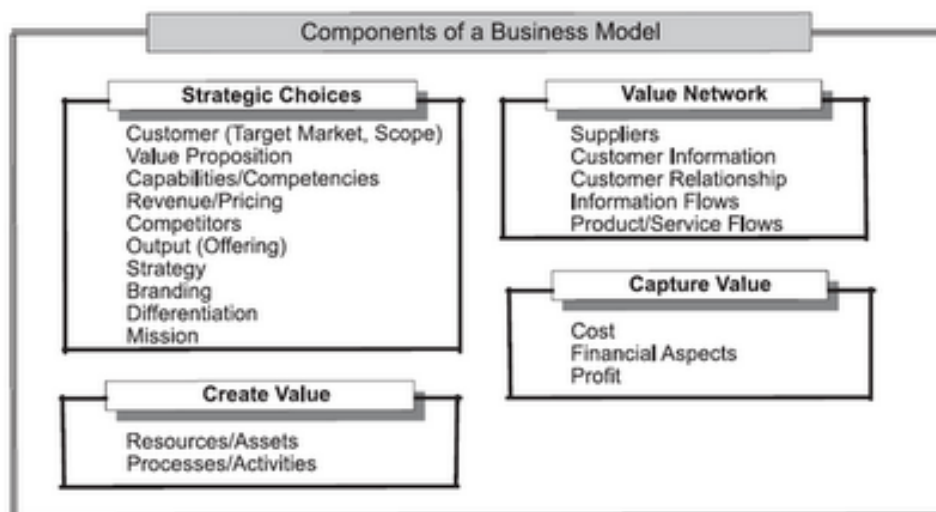 Components of a Business Model
Strategic Choices
Customer (Target Market, Scope)
Value Proposition
Capabilities/Competencies
Revenue/Pricing
Competitors
Output (Offering)
Strategy
Branding
Differentiation
Mission
Create Value
Resources/Assets
Processes/Activities
Value Network
Suppliers
Customer Information
Customer Relationship
Information Flows
Product/Service Flows
Capture Value
Cost
Financial Aspects
Profit